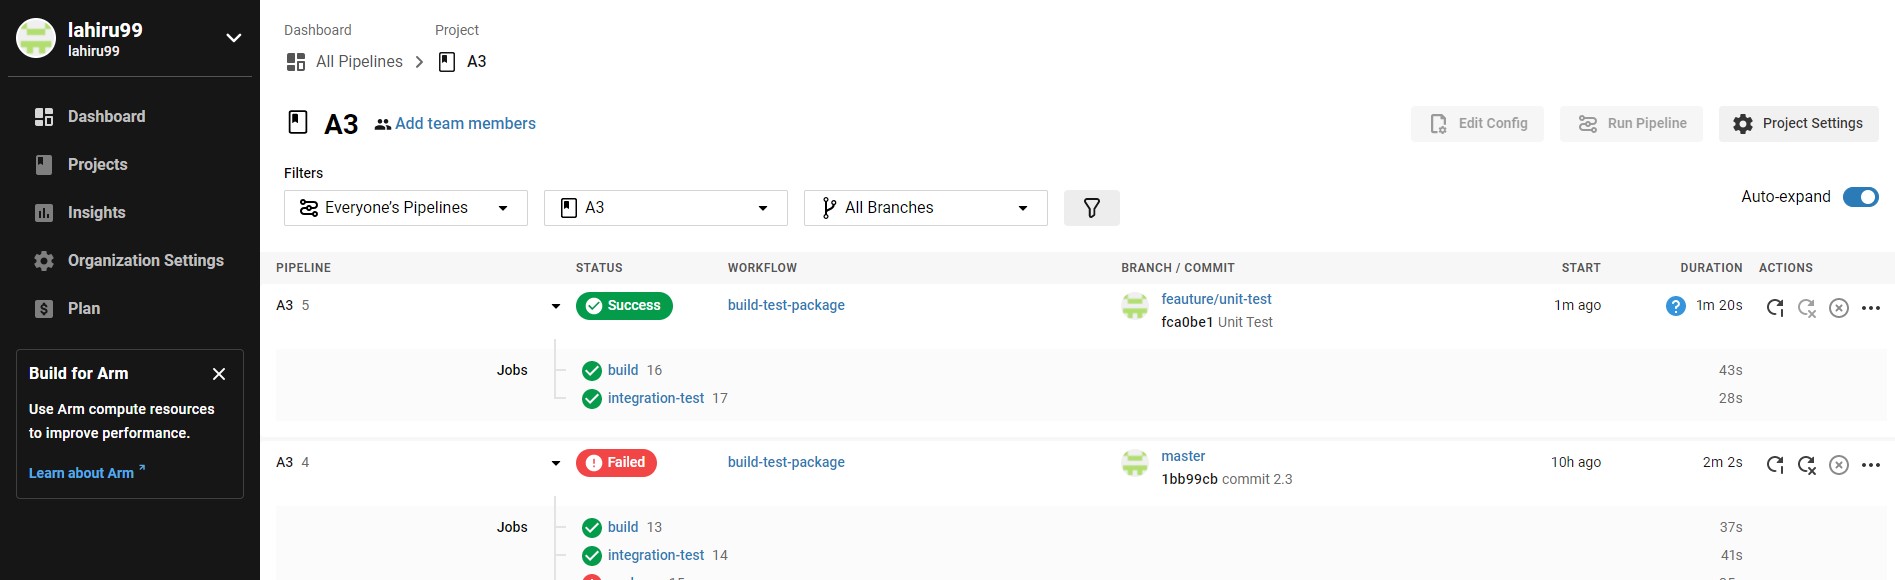 lahiru99
lahiru99
Dashboard
Projects
Insights
Organization Settings
Plan
Build for Arm
Use Arm compute resources
to improve performance.
Learn about Arm
Dashboard Project
All Pipelines A3
A3 Add team members
Edit Config Run Pipeline Project Settings
Filters
Everyone’s Pipelines A3 All Branches
Auto-expand
PIPELINE STATUS WORKFLOW BRANCH / COMMIT START DURATION ACTIONS
A3 5 Success build-test-package feauture/unit-test 1m ago 1m 20s
fca0be1 Unit Test
Jobs build 16 43s
integration-test 17 28s
A3 4 Failed build-test-package master 10h ago 2m 2s
1bb99cb commit 2.3
Jobs build 13 37s
integration-test 14 41s